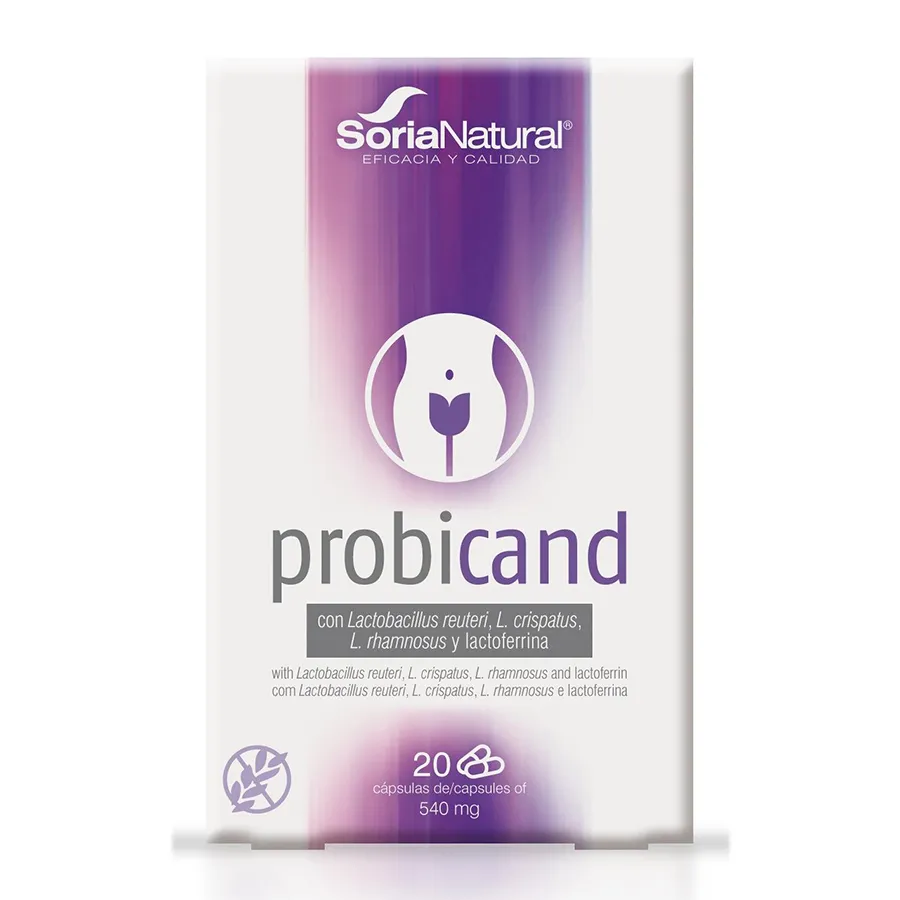 SoriaNatural®
EFICACIA Y CALIDAD
probicand
con Lactobacillus reuteri, L. crispatus,
L. rhamnosus y lactoferrina
with Lactobacillus reuteri, L. crispatus, L. rhamnosus and lactoferrin
com Lactobacillus reuteri, L. crispatus, L. rhamnosus e lactoferrina
20
cápsulas de/capsules of
540 mg